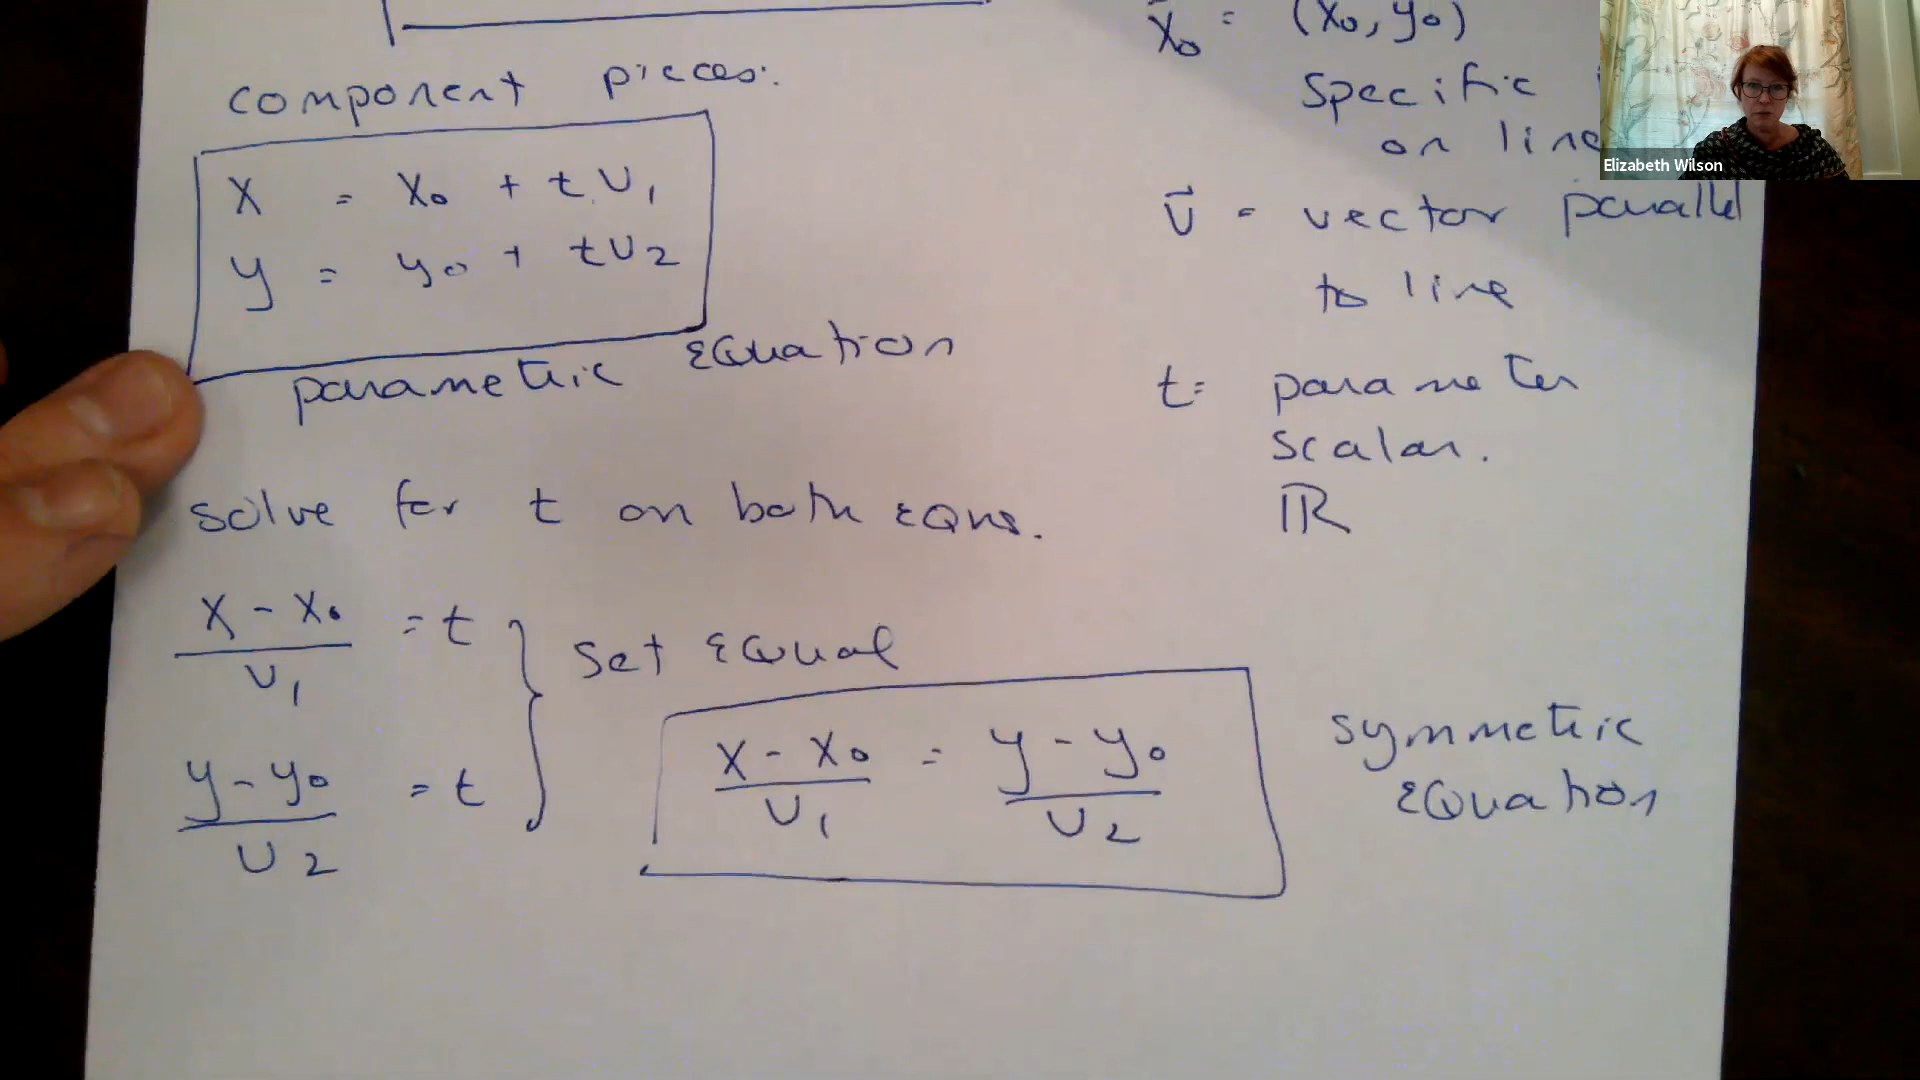 component pieces:
x = x₀ + tv₁
y = y₀ + tv₂
parametric equation
solve for t on both eqns.
x - x₀ / v₁ = t
y - y₀ / v₂ = t
set equal
x - x₀ / v₁ = y - y₀ / v₂
symmetric
equation
x₀ = (x₀, y₀)
specific
on line
v⃗ = vector parallel
to line
t = parameter
scalar.
ℝ
Elizabeth Wilson